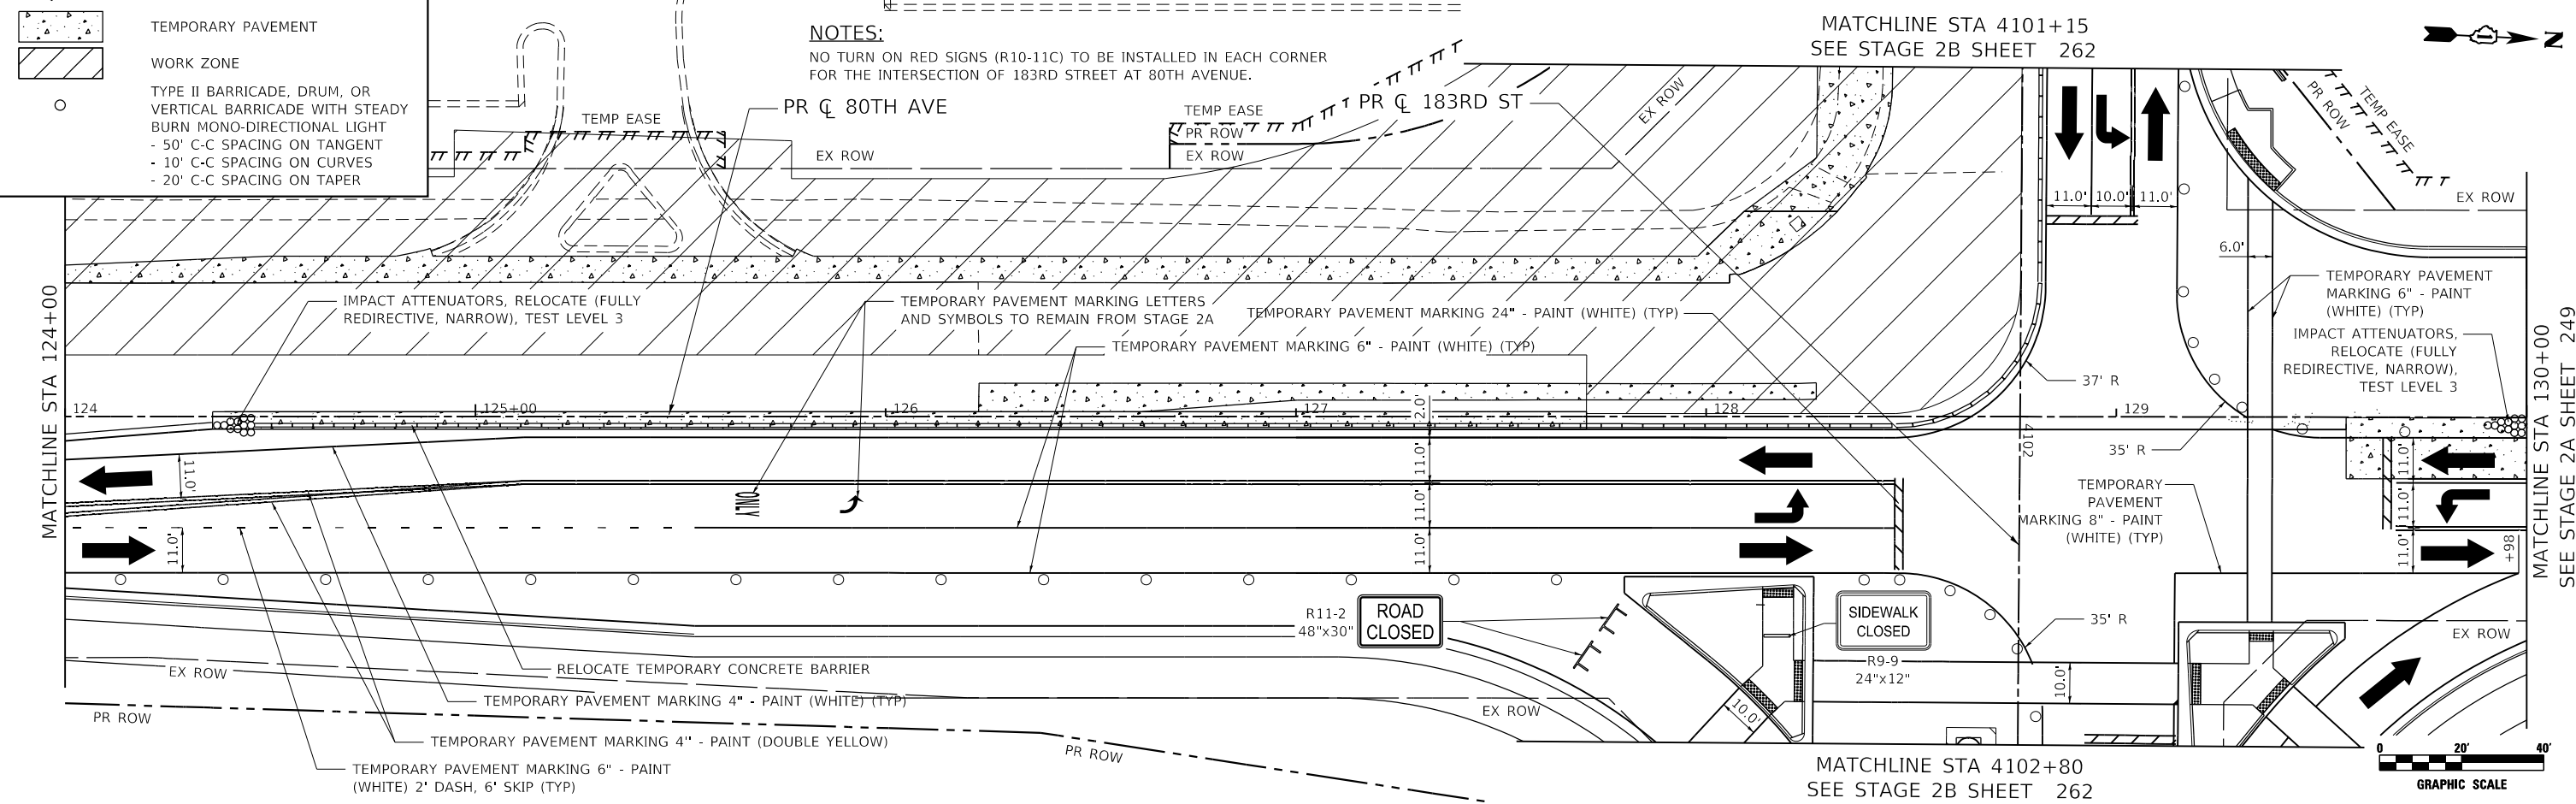 TEMPORARY PAVEMENT
WORK ZONE
TYPE II BARRICADE, DRUM, OR
VERTICAL BARRICADE WITH STEADY
BURN MONO-DIRECTIONAL LIGHT
- 50' C-C SPACING ON TANGENT
- 10' C-C SPACING ON CURVES
- 20' C-C SPACING ON TAPER
NOTES:
NO TURN ON RED SIGNS (R10-11C) TO BE INSTALLED IN EACH CORNER
FOR THE INTERSECTION OF 183RD STREET AT 80TH AVENUE.
MATCHLINE STA 4101+15
SEE STAGE 2B SHEET 262
N
TEMP EASE
PR ℄ 80TH AVE
EX ROW
TEMP EASE
PR ROW
EX ROW
PR ℄ 183RD ST
EX ROW
PR ROW
TEMP EASE
EX ROW
11.0'
10.0'
11.0'
6.0'
MATCHLINE STA 124+00
IMPACT ATTENUATORS, RELOCATE (FULLY
REDIRECTIVE, NARROW), TEST LEVEL 3
TEMPORARY PAVEMENT MARKING LETTERS
AND SYMBOLS TO REMAIN FROM STAGE 2A
TEMPORARY PAVEMENT MARKING 24" - PAINT (WHITE) (TYP)
TEMPORARY PAVEMENT MARKING 6" - PAINT (WHITE) (TYP)
TEMPORARY PAVEMENT
MARKING 6" - PAINT
(WHITE) (TYP)
IMPACT ATTENUATORS,
RELOCATE (FULLY
REDIRECTIVE, NARROW),
TEST LEVEL 3
MATCHLINE STA 130+00
SEE STAGE 2A SHEET 249
124
125+00
126
127
128
129
4102
2.0'
37' R
35' R
11.0'
11.0'
11.0'
11.0'
11.0'
ONLY
TEMPORARY
PAVEMENT
MARKING 8" - PAINT
(WHITE) (TYP)
11.0'
11.0'
11.0'
+98
R11-2
48"x30"
ROAD
CLOSED
SIDEWALK
CLOSED
R9-9
24"x12"
35' R
10.0'
10.0'
EX ROW
EX ROW
EX ROW
RELOCATE TEMPORARY CONCRETE BARRIER
TEMPORARY PAVEMENT MARKING 4" - PAINT (WHITE) (TYP)
PR ROW
TEMPORARY PAVEMENT MARKING 4" - PAINT (DOUBLE YELLOW)
PR ROW
TEMPORARY PAVEMENT MARKING 6" - PAINT
(WHITE) 2' DASH, 6' SKIP (TYP)
MATCHLINE STA 4102+80
SEE STAGE 2B SHEET 262
0 20' 40'
GRAPHIC SCALE